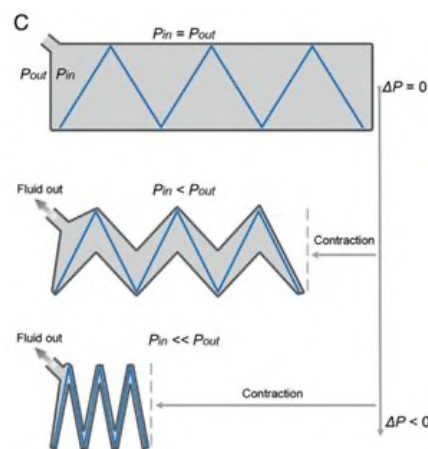 C
Pin = Pout
Pout
Pin
ΔP = 0
Fluid out
Pin < Pout
Contraction
Fluid out
Pin << Pout
Contraction
ΔP < 0